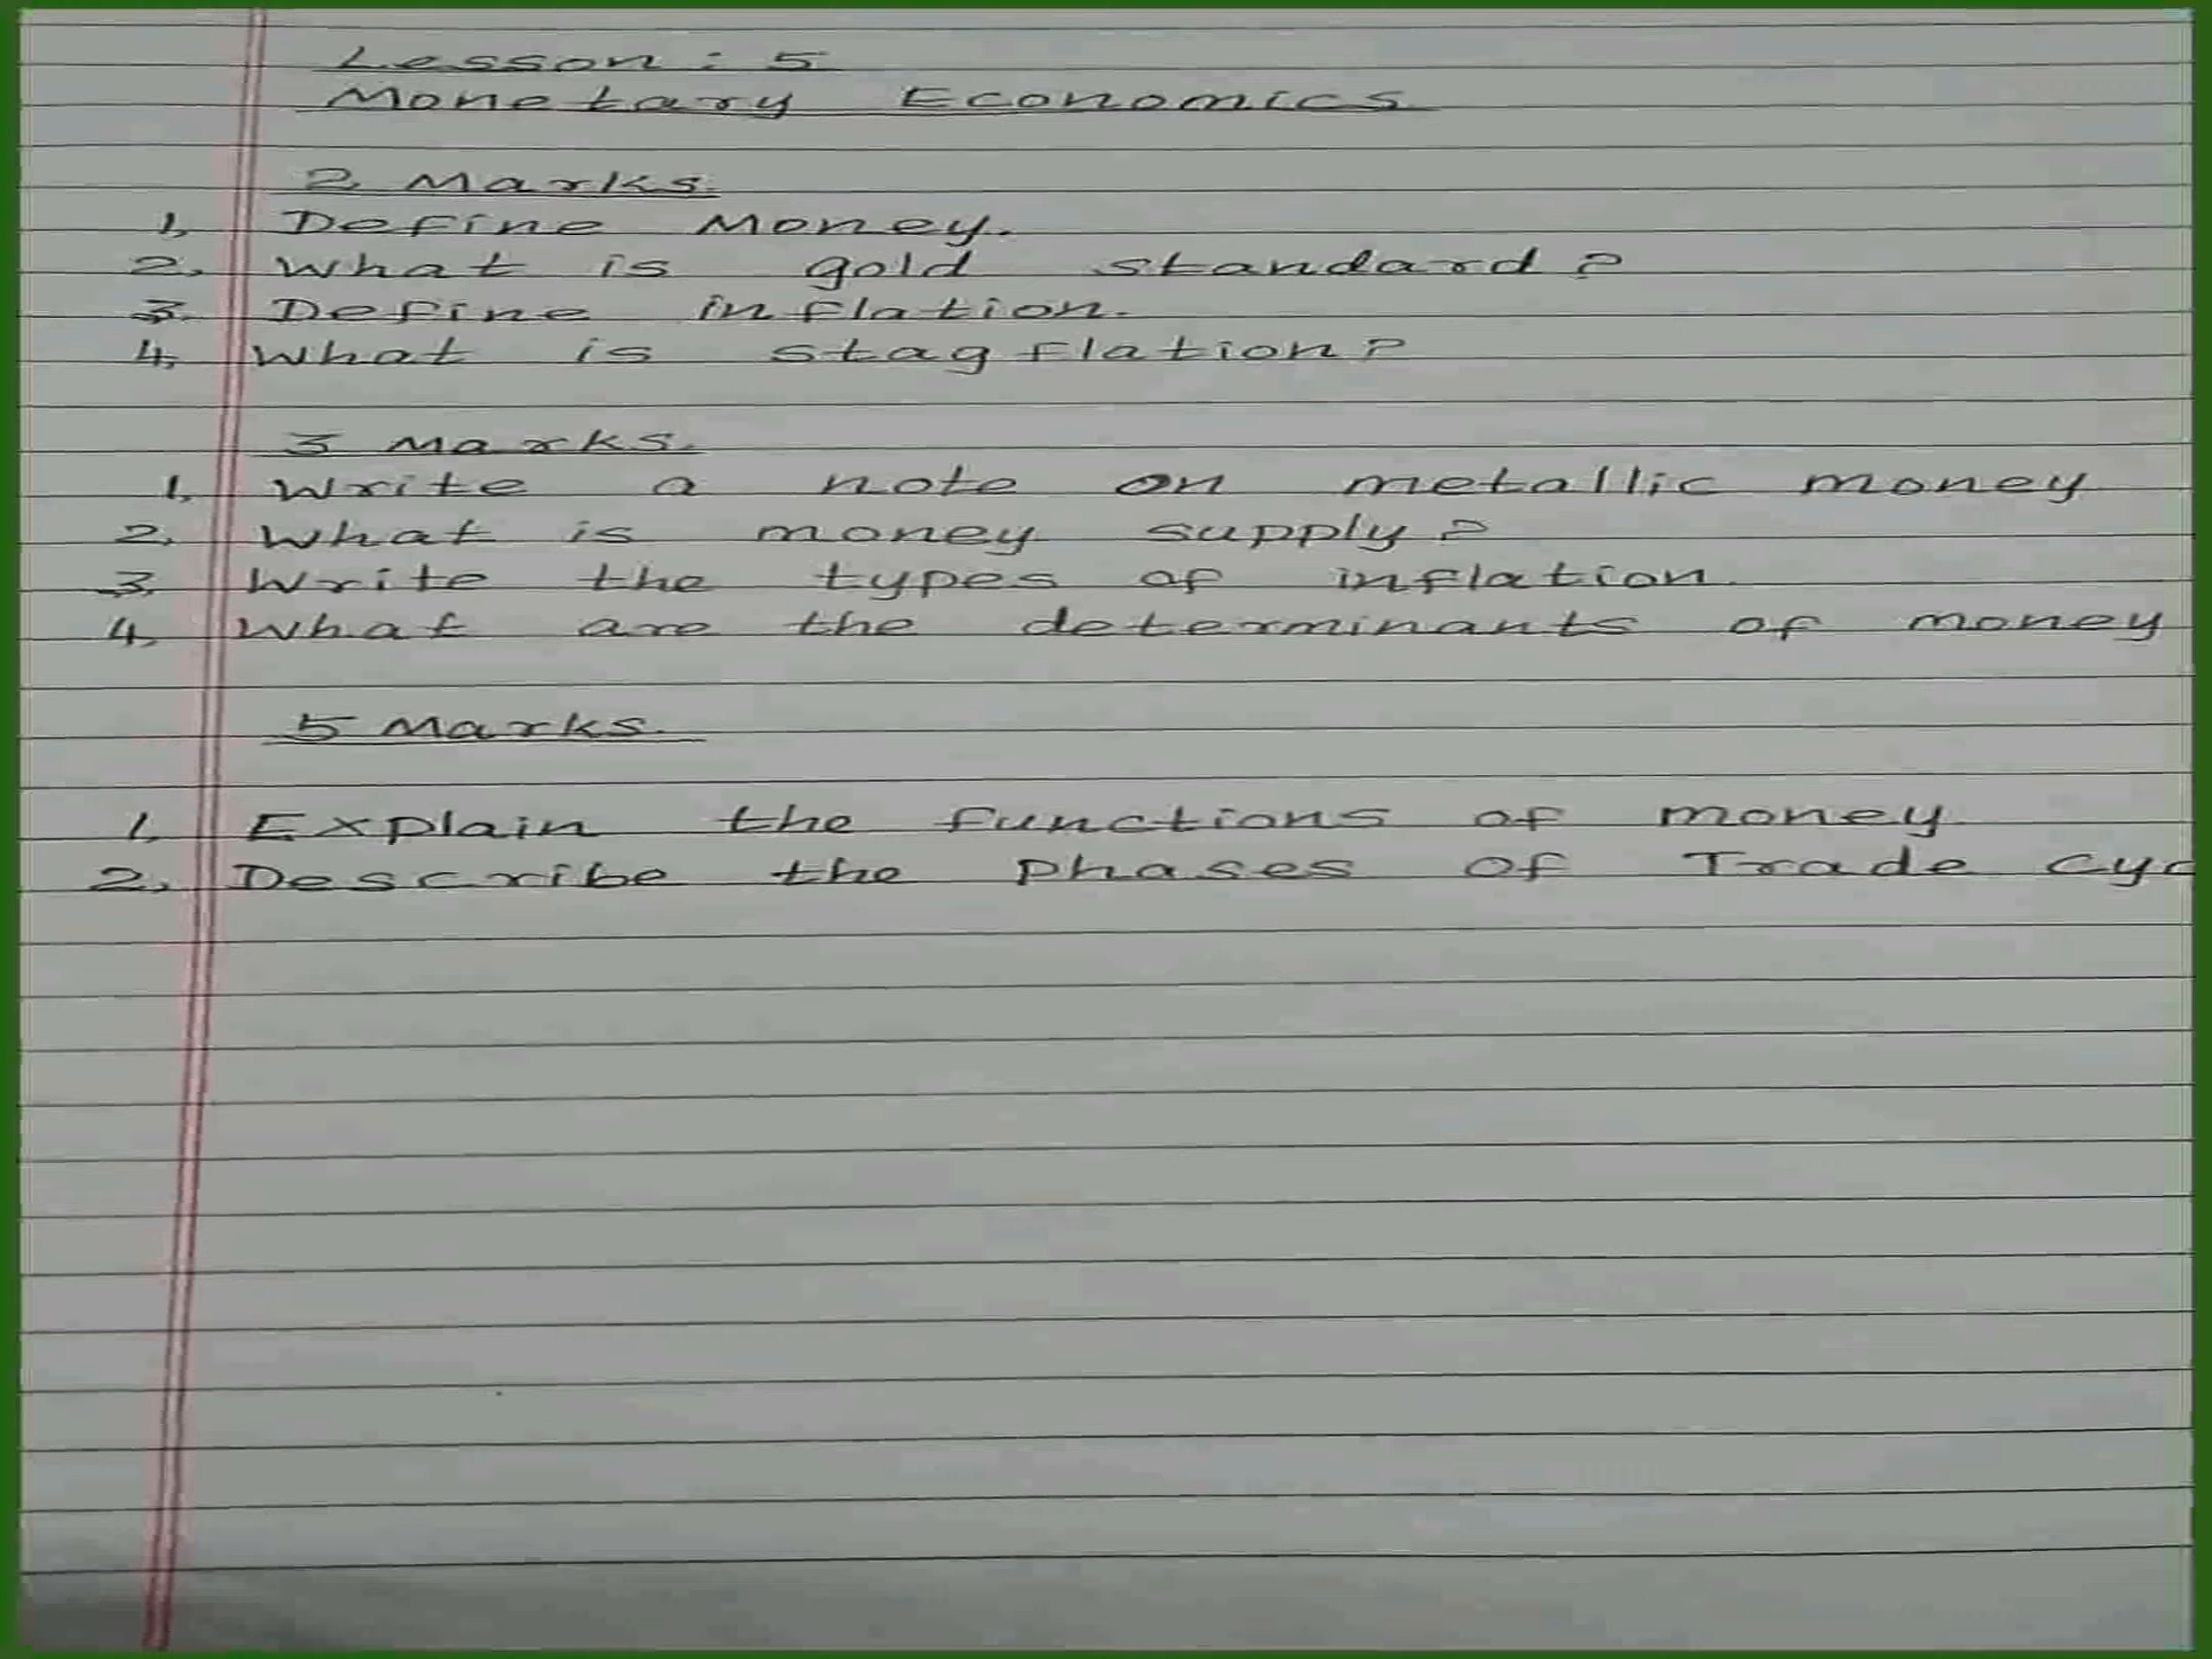 Lesson : 5
Monetary Economics
2 Marks.
1, Define Money.
2. What is gold standard?
3. Define inflation.
4, What is stagflation?
3 Marks.
1. Write a note on metallic money
2. What is money supply?
3. Write the types of inflation.
4, What are the determinants of money
5 Marks.
1. Explain the functions of money.
2, Describe the Phases of Trade cyc